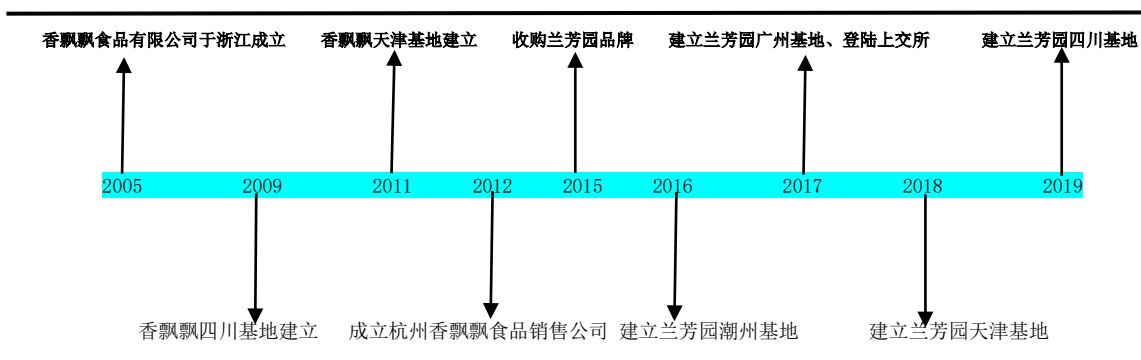 香飘飘食品有限公司于浙江成立 香飘飘天津基地建立 收购兰芳园品牌 建立兰芳园广州基地、登陆上交所 建立兰芳园四川基地
2005 2009 2011 2012 2015 2016 2017 2018 2019
香飘飘四川基地建立 成立杭州香飘飘食品销售公司 建立兰芳园潮州基地 建立兰芳园天津基地